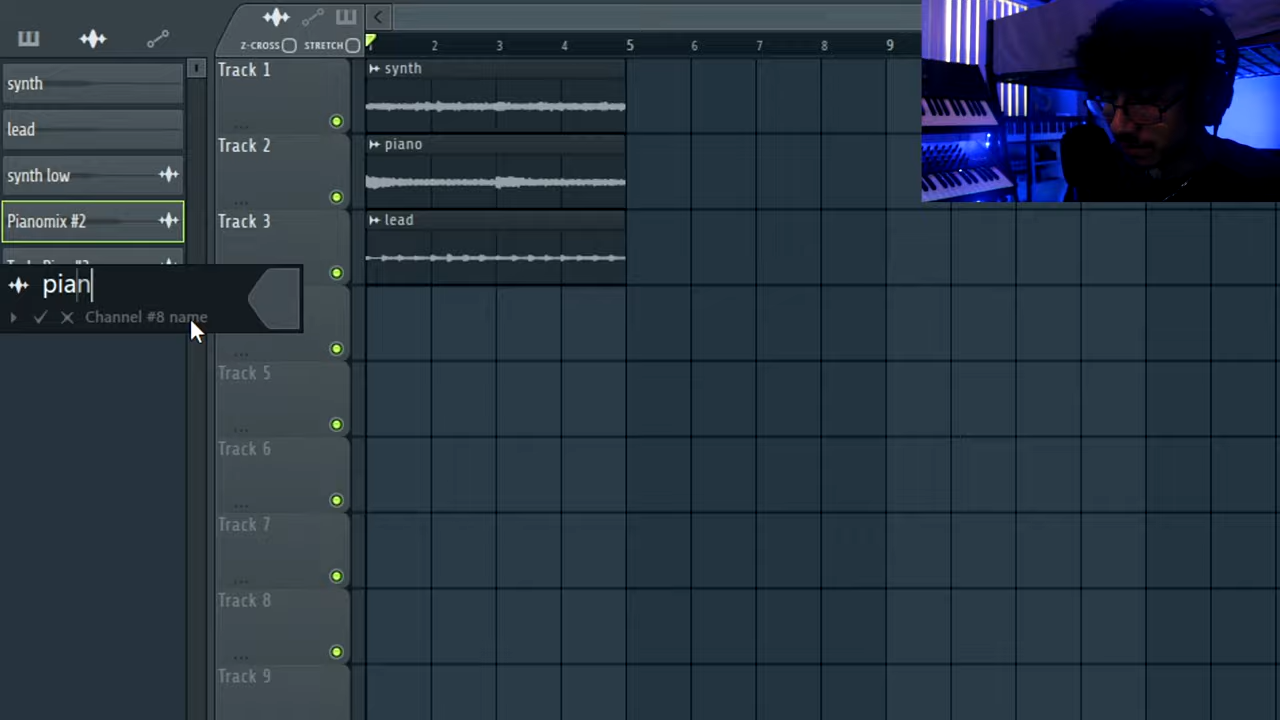 Z-CROSS STRETCH
1 2 3 4 5 6 7 8 9
synth
lead
synth low
Pianomix #2
pian
Channel #8 name
Track 1
synth
Track 2
piano
Track 3
lead
Track 5
Track 6
Track 7
Track 8
Track 9